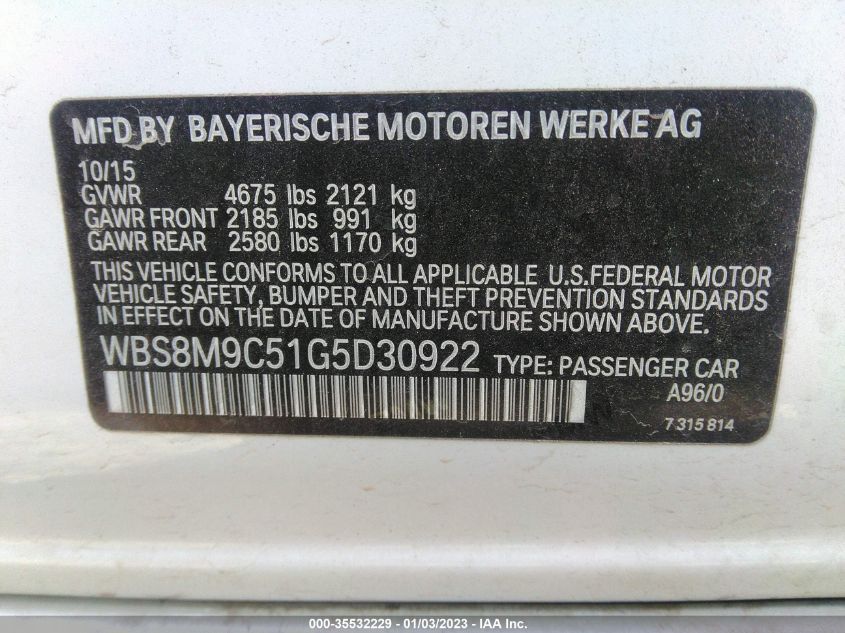 MFD BY BAYERISCHE MOTOREN WERKE AG
10/15
GVWR 4675 lbs 2121 kg
GAWR FRONT 2185 lbs 991 kg
GAWR REAR 2580 lbs 1170 kg
THIS VEHICLE CONFORMS TO ALL APPLICABLE U.S.FEDERAL MOTOR
VEHICLE SAFETY, BUMPER AND THEFT PREVENTION STANDARDS
IN EFFECT ON THE DATE OF MANUFACTURE SHOWN ABOVE.
WBS8M9C51G5D30922 TYPE: PASSENGER CAR
A96/0
7 315 814
000-35532229 - 01/03/2023 - © IAA Inc.